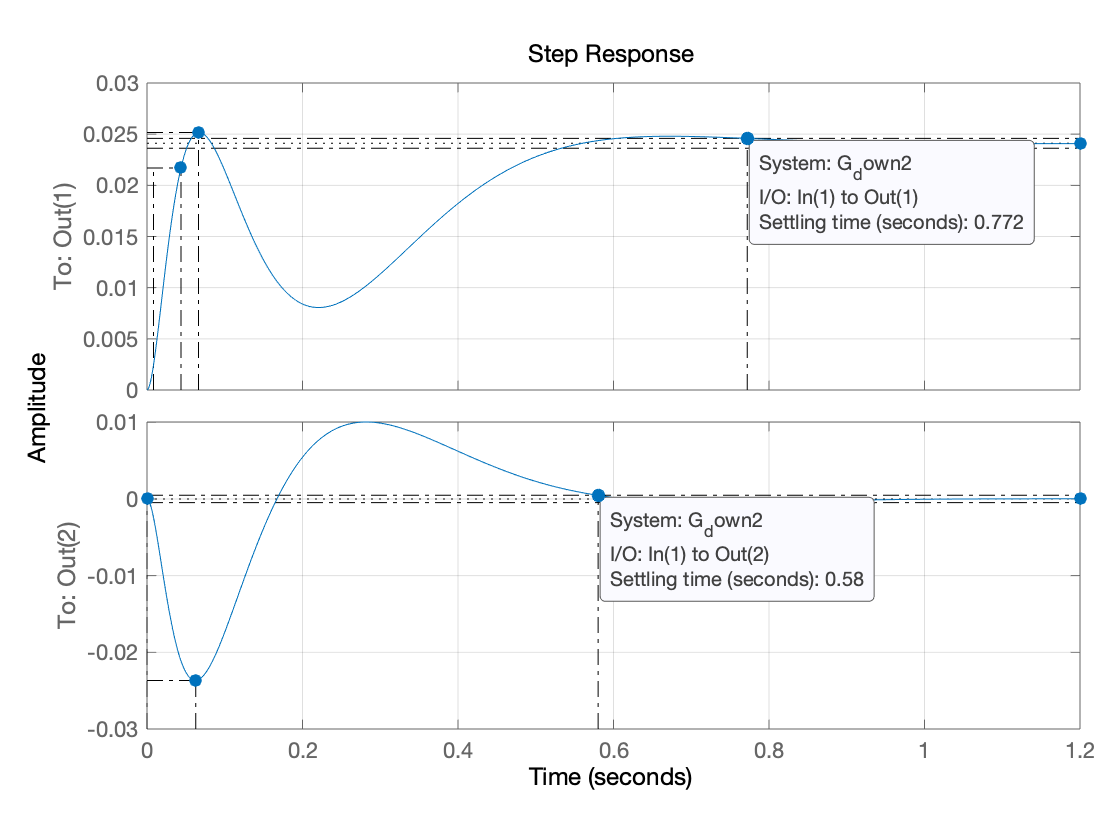 Step Response
To: Out(1)
0.03
0.025
0.02
0.015
0.01
0.005
0
System: G_down2
I/O: In(1) to Out(1)
Settling time (seconds): 0.772
Amplitude
To: Out(2)
0.01
0
-0.01
-0.02
-0.03
System: G_down2
I/O: In(1) to Out(2)
Settling time (seconds): 0.58
0 0.2 0.4 0.6 0.8 1 1.2
Time (seconds)